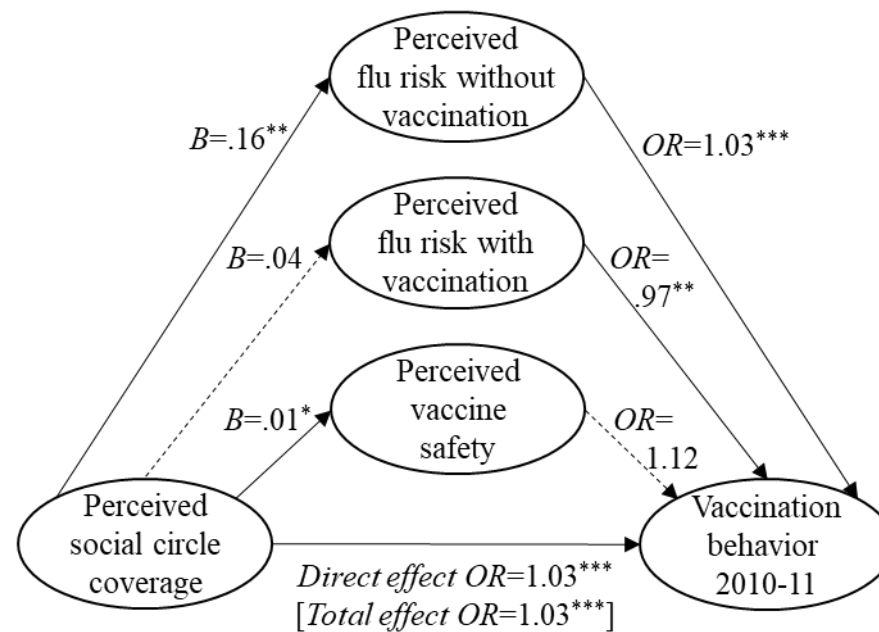 Perceived
flu risk without
vaccination
B=.16**
OR=1.03***
Perceived
flu risk with
vaccination
B=.04
OR=
.97**
Perceived
vaccine
safety
B=.01*
OR=
1.12
Perceived
social circle
coverage
Vaccination
behavior
2010-11
Direct effect OR=1.03***
[Total effect OR=1.03***]